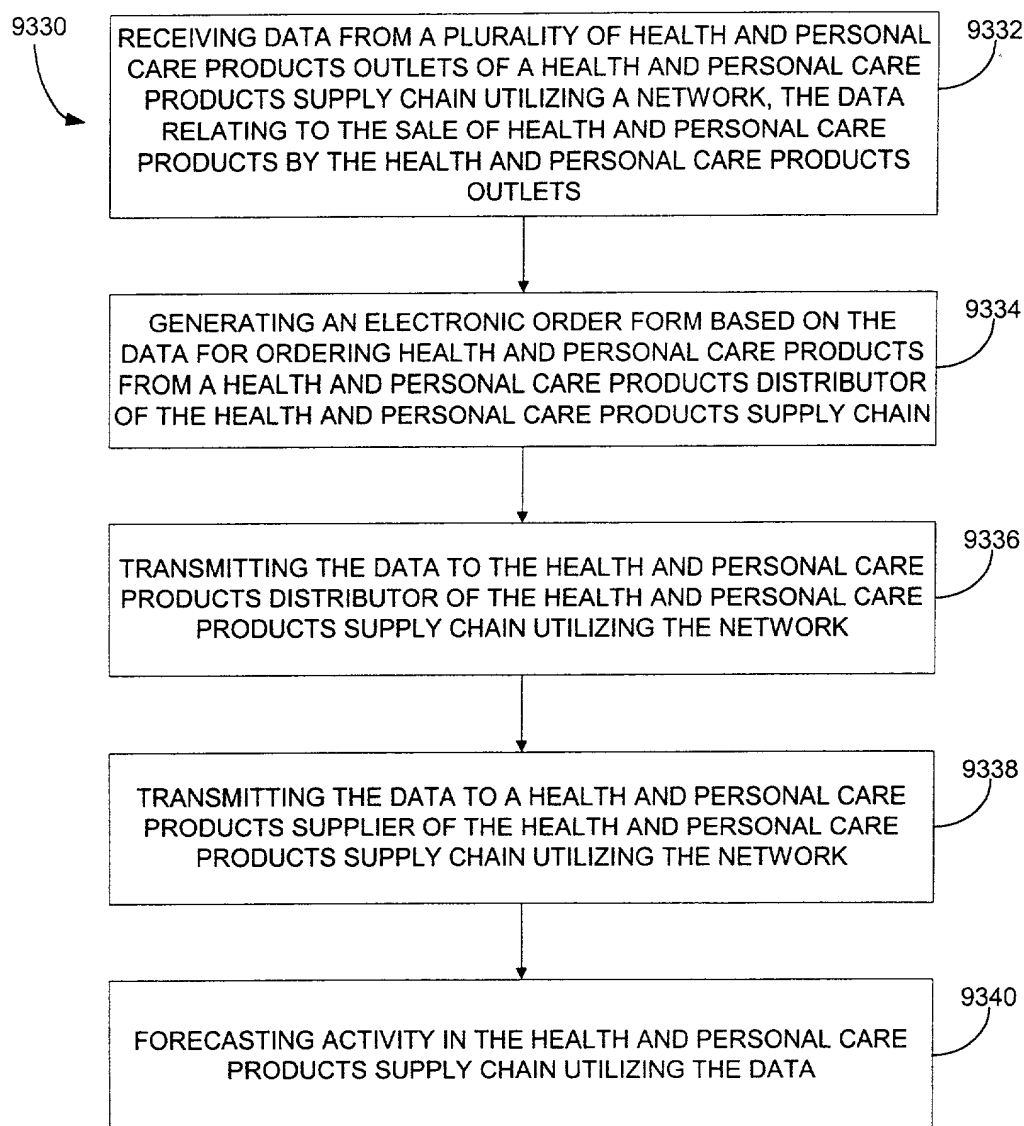 9330
9332
RECEIVING DATA FROM A PLURALITY OF HEALTH AND PERSONAL
CARE PRODUCTS OUTLETS OF A HEALTH AND PERSONAL CARE
PRODUCTS SUPPLY CHAIN UTILIZING A NETWORK, THE DATA
RELATING TO THE SALE OF HEALTH AND PERSONAL CARE
PRODUCTS BY THE HEALTH AND PERSONAL CARE PRODUCTS
OUTLETS
9334
GENERATING AN ELECTRONIC ORDER FORM BASED ON THE
DATA FOR ORDERING HEALTH AND PERSONAL CARE PRODUCTS
FROM A HEALTH AND PERSONAL CARE PRODUCTS DISTRIBUTOR
OF THE HEALTH AND PERSONAL CARE PRODUCTS SUPPLY CHAIN
9336
TRANSMITTING THE DATA TO THE HEALTH AND PERSONAL CARE
PRODUCTS DISTRIBUTOR OF THE HEALTH AND PERSONAL CARE
PRODUCTS SUPPLY CHAIN UTILIZING THE NETWORK
9338
TRANSMITTING THE DATA TO A HEALTH AND PERSONAL CARE
PRODUCTS SUPPLIER OF THE HEALTH AND PERSONAL CARE
PRODUCTS SUPPLY CHAIN UTILIZING THE NETWORK
9340
FORECASTING ACTIVITY IN THE HEALTH AND PERSONAL CARE
PRODUCTS SUPPLY CHAIN UTILIZING THE DATA